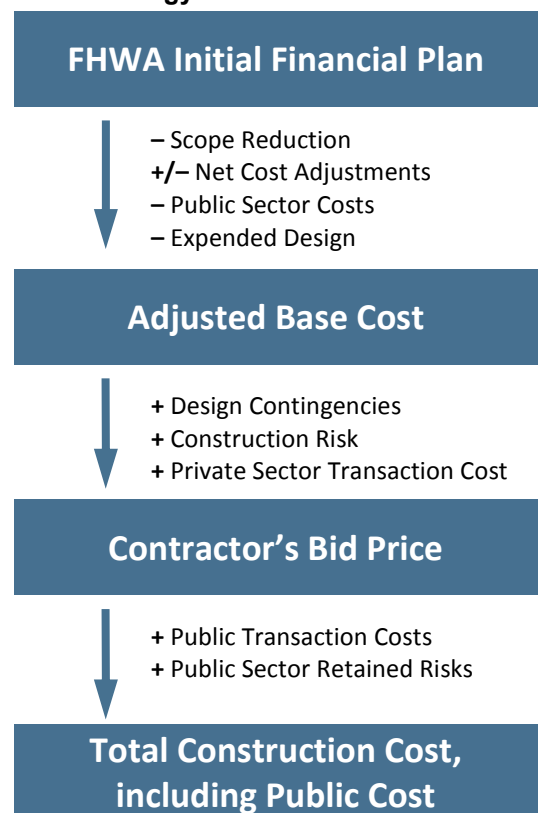 FHWA Initial Financial Plan
– Scope Reduction
+/– Net Cost Adjustments
– Public Sector Costs
– Expended Design
Adjusted Base Cost
+ Design Contingencies
+ Construction Risk
+ Private Sector Transaction Cost
Contractor’s Bid Price
+ Public Transaction Costs
+ Public Sector Retained Risks
Total Construction Cost,
including Public Cost